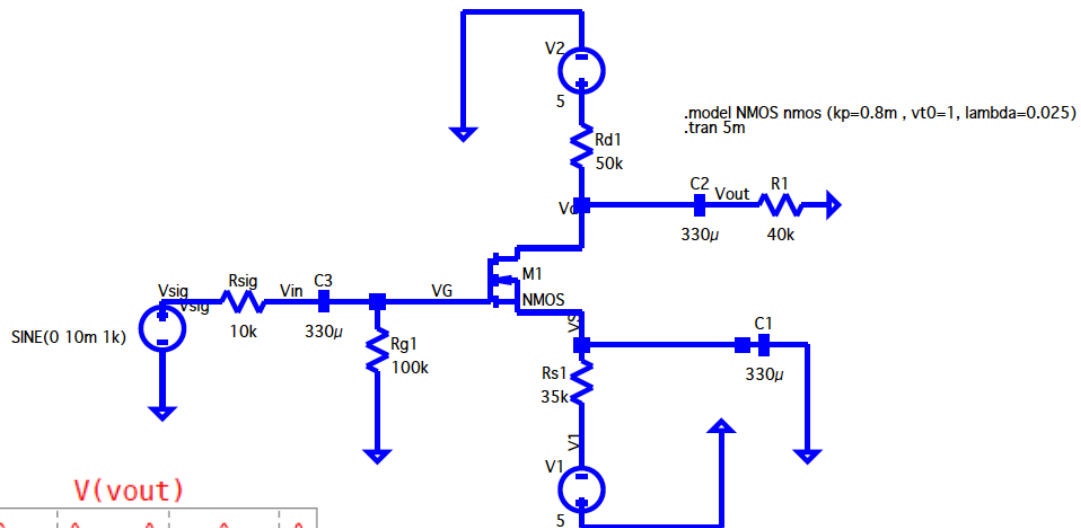 V2
5
.model NMOS nmos (kp=0.8m , vt0=1, lambda=0.025)
.tran 5m
Rd1
50k
C2
Vout
R1
Vd
330µ
40k
M1
NMOS
Vsig
Vsig
Rsig
Vin
C3
VG
SINE(0 10m 1k)
10k
330µ
Rg1
100k
VS
C1
330µ
Rs1
35k
V1
V1
5
V(vout)